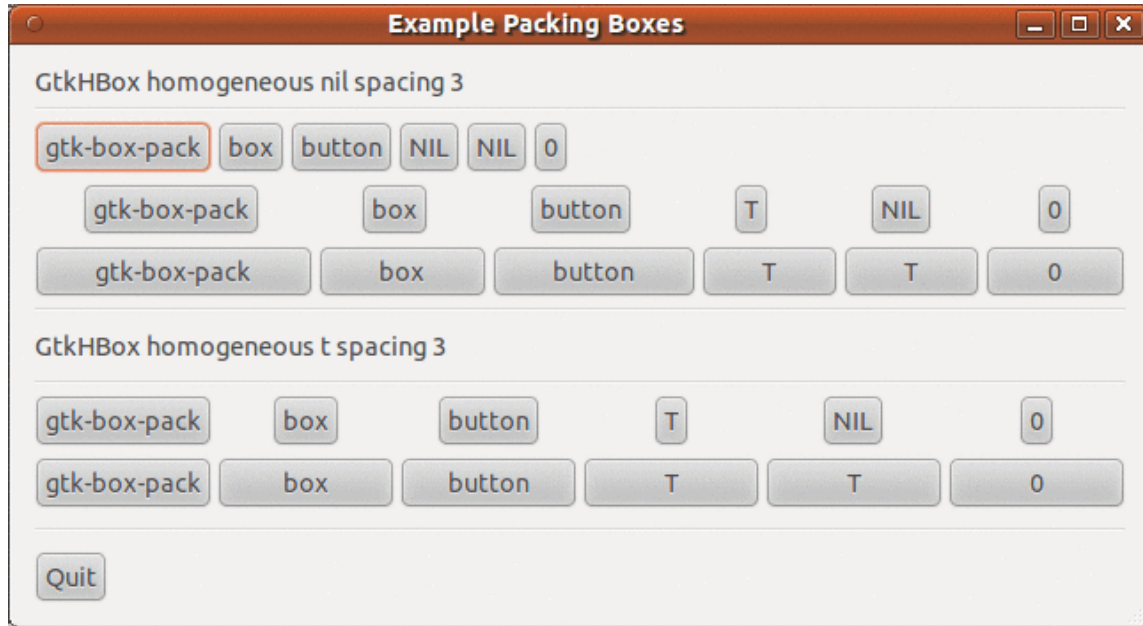 Example Packing Boxes
GtkHBox homogeneous nil spacing 3
gtk-box-pack box button NIL NIL 0
gtk-box-pack box button T NIL 0
gtk-box-pack box button T T 0
GtkHBox homogeneous t spacing 3
gtk-box-pack box button T NIL 0
gtk-box-pack box button T T 0
Quit